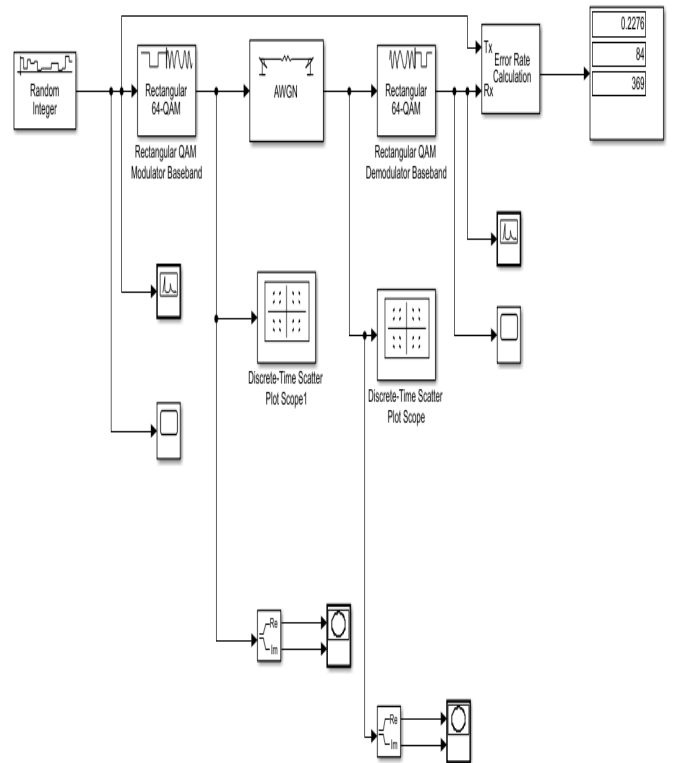 Random
Integer
Rectangular
64-QAM
Rectangular QAM
Modulator Baseband
AWGN
Rectangular
64-QAM
Rectangular QAM
Demodulator Baseband
Tx
Rx
Error Rate
Calculation
0.2276
84
369
Discrete-Time Scatter
Plot Scope1
Discrete-Time Scatter
Plot Scope
Re
Im
Re
Im